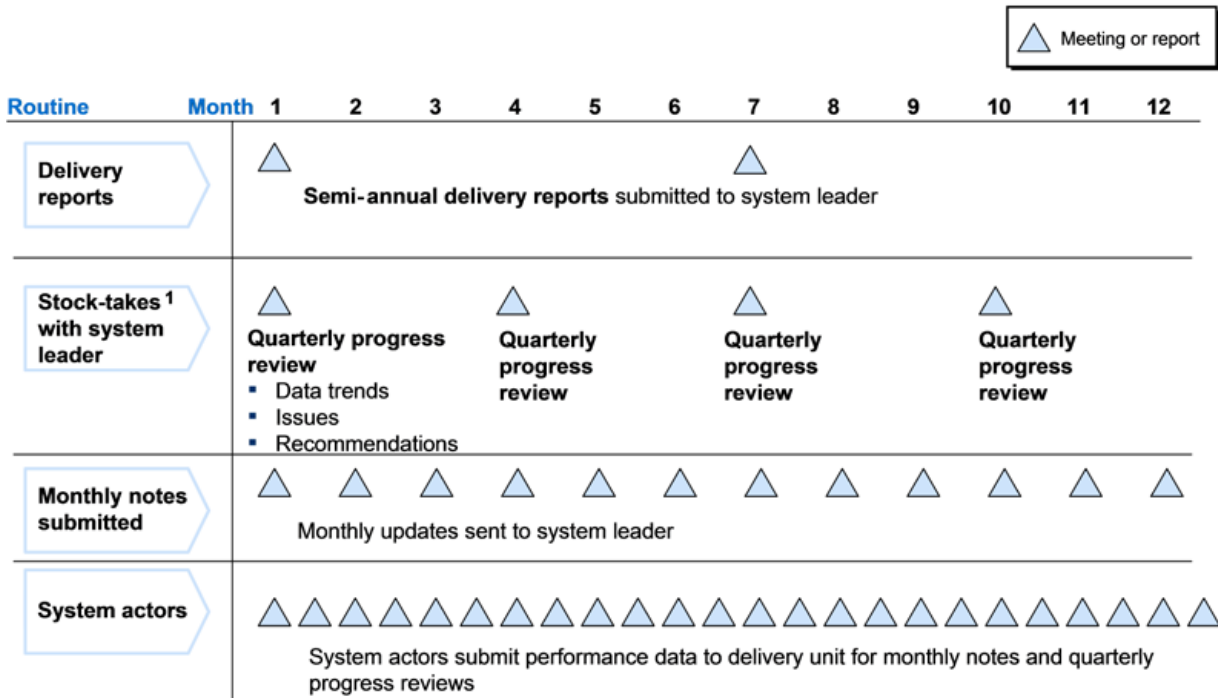 Meeting or report
Routine Month 1 2 3 4 5 6 7 8 9 10 11 12
Delivery
reports
Semi-annual delivery reports submitted to system leader
Stock-takes 1
with system
leader
Quarterly progress
review
▪ Data trends
▪ Issues
▪ Recommendations
Quarterly
progress
review
Quarterly
progress
review
Quarterly
progress
review
Monthly notes
submitted
Monthly updates sent to system leader
System actors
System actors submit performance data to delivery unit for monthly notes and quarterly
progress reviews